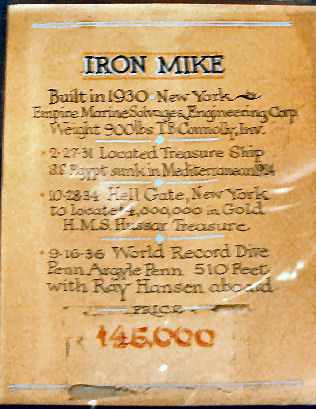 IRON MIKE
Built in 1930 · New York
Empire Marine Salvage & Engineering Corp.
Weight 900 lbs. T.B. Connolly, Inv.
· 2-27-31 Located Treasure Ship
S.S. Egypt sunk in Mediterranean
· 10-28-34 Hell Gate, New York
to locate $4,000,000 in Gold
H.M.S. Hussar Treasure
· 9-16-36 World Record Dive
Penn Argyle Penn. 510 Feet
with Ray Hansen aboard
PRICE
$45,000